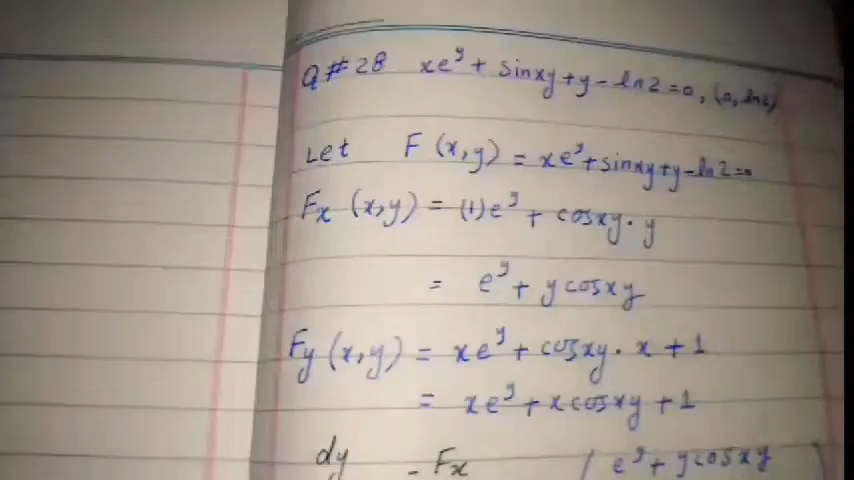 Q#28 xe^y + sinxy + y - ln2 = 0, (0, ln2)
Let F(x,y) = xe^y + sinxy + y - ln2 = 0
Fx (x,y) = (1)e^y + cosxy · y
= e^y + y cosxy
Fy (x,y) = xe^y + cosxy · x + 1
= xe^y + x cosxy + 1
dy - Fx ( e^y + y cosxy )